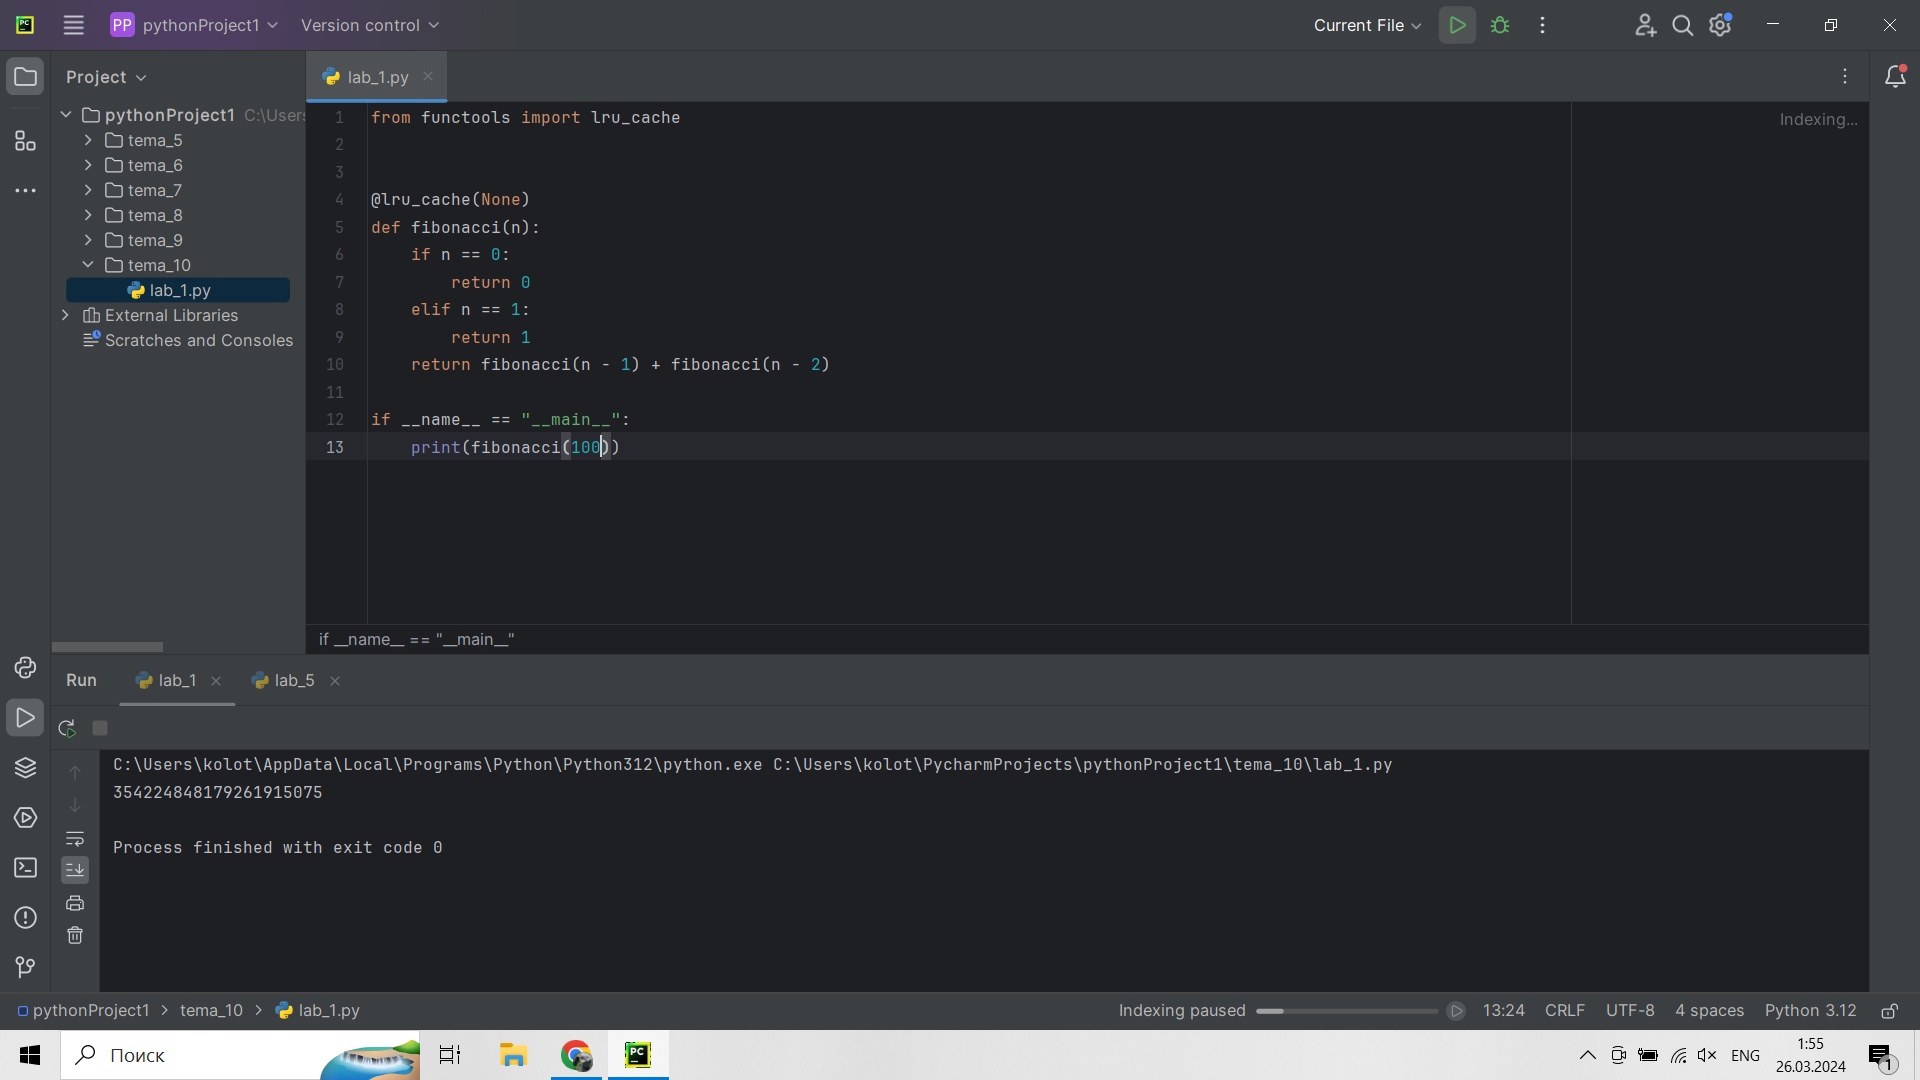 PC
PP pythonProject1 Version control Current File
Project
lab_1.py
pythonProject1 C:\Users
tema_5
tema_6
tema_7
tema_8
tema_9
tema_10
lab_1.py
External Libraries
Scratches and Consoles
Indexing...
1 from functools import lru_cache
2
3
4 @lru_cache(None)
5 def fibonacci(n):
6 if n == 0:
7 return 0
8 elif n == 1:
9 return 1
10 return fibonacci(n - 1) + fibonacci(n - 2)
11
12 if __name__ == "__main__":
13 print(fibonacci(100))
if __name__ == "__main__"
Run lab_1 lab_5
C:\Users\kolot\AppData\Local\Programs\Python\Python312\python.exe C:\Users\kolot\PycharmProjects\pythonProject1\tema_10\lab_1.py
354224848179261915075
Process finished with exit code 0
pythonProject1 > tema_10 > lab_1.py Indexing paused 13:24 CRLF UTF-8 4 spaces Python 3.12
Поиск PC ENG 1:55
26.03.2024
1